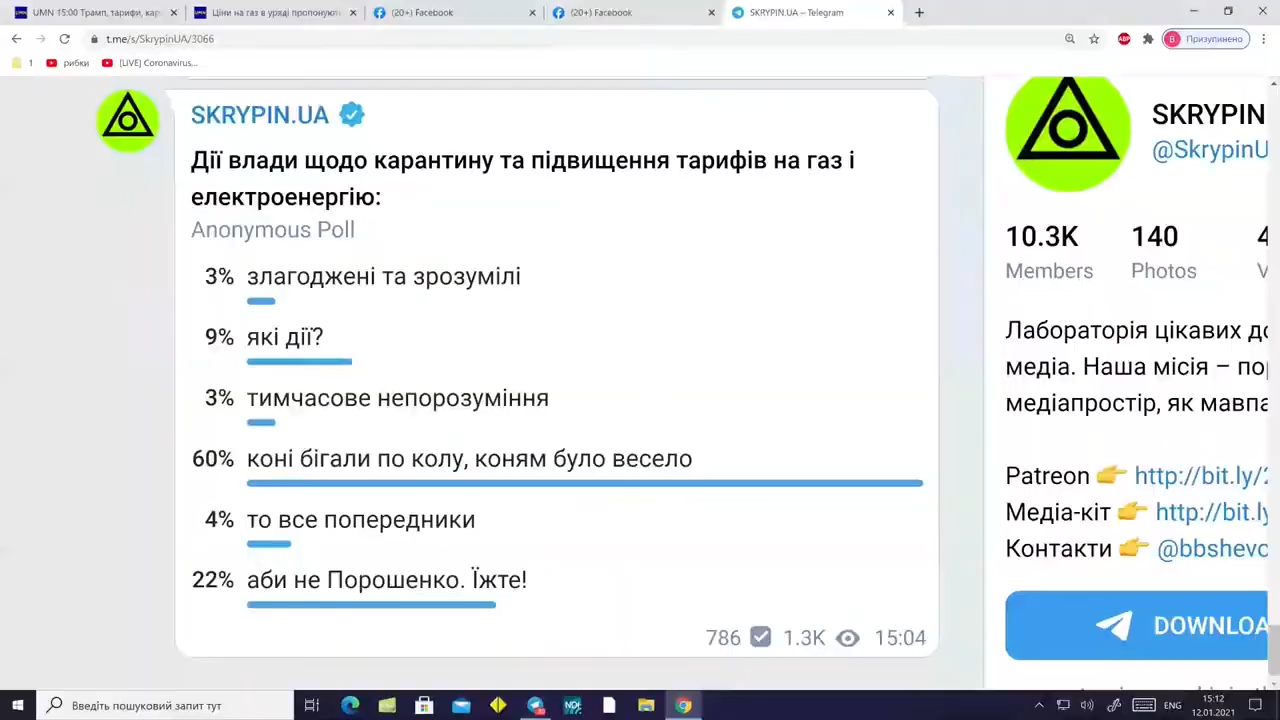 UMN 15:00 Трамп, тарифи, кара
Ціни на газ в уряді пропонують
(20+) Facebook
(20+) Facebook
SKRYPIN.UA – Telegram
t.me/s/SkrypinUA/3066
ABP
B Призупинено
1
рибки
[LIVE] Coronavirus...
SKRYPIN.UA
Дії влади щодо карантину та підвищення тарифів на газ і
електроенергію:
Anonymous Poll
3% злагоджені та зрозумілі
9% які дії?
3% тимчасове непорозуміння
60% коні бігали по колу, коням було весело
4% то все попередники
22% аби не Порошенко. Їжте!
786 1.3K 15:04
SKRYPIN
@SkrypinU
10.3K 140 4
Members Photos V
Лабораторія цікавих до
медіа. Наша місія – пор
медіапростір, як мавпа
Patreon 👉 http://bit.ly/2
Медіа-кіт 👉 http://bit.ly
Контакти 👉 @bbshevc
DOWNLOA
Введіть пошуковий запит тут
ENG
15:12
12.01.2021